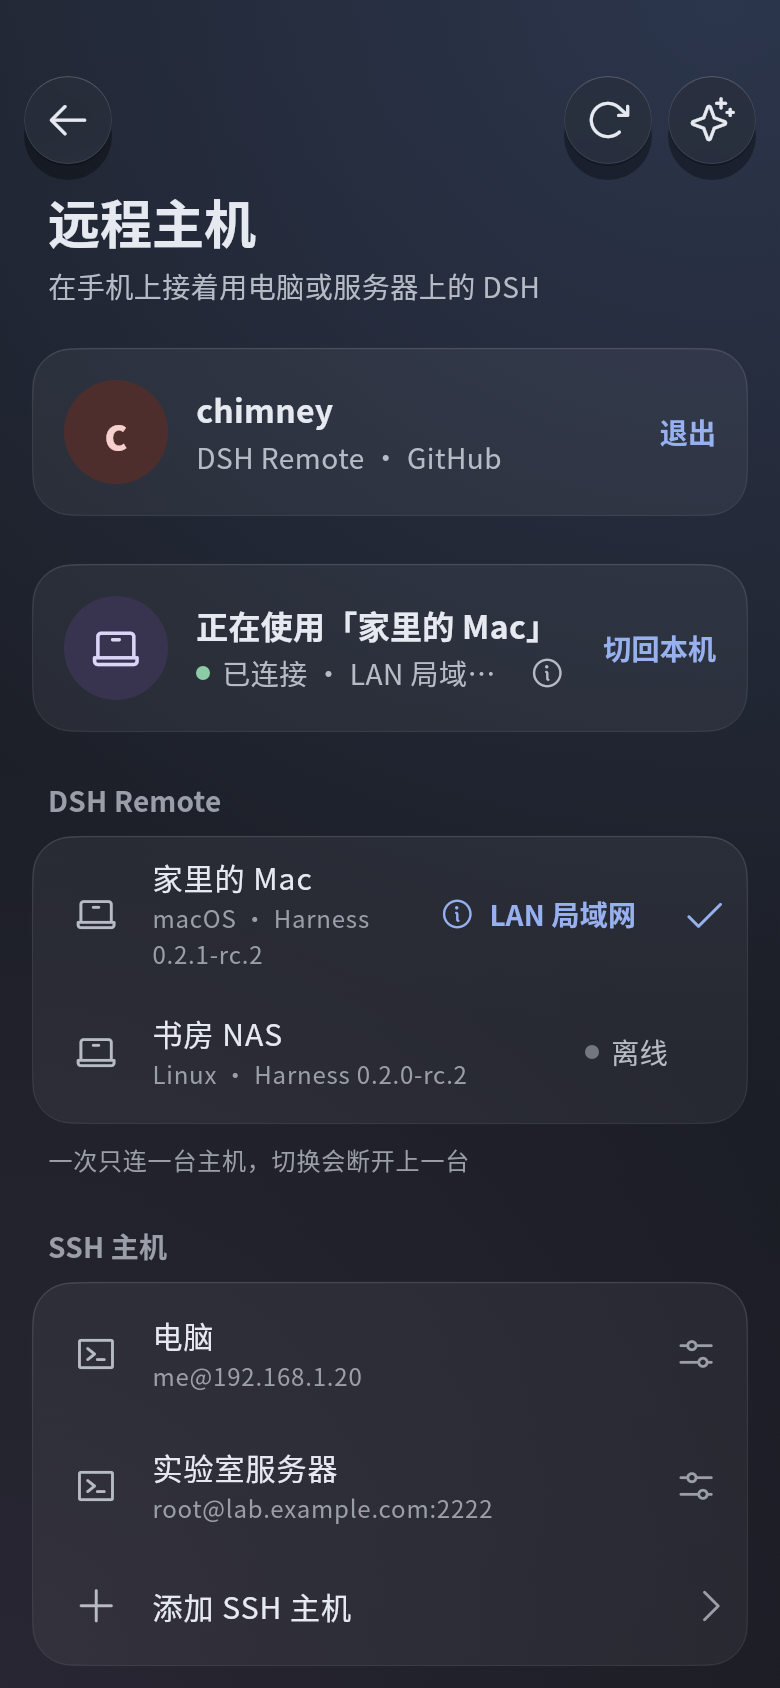 远程主机
在手机上接着用电脑或服务器上的 DSH
c
chimney
DSH Remote · GitHub
退出
正在使用「家里的 Mac」
已连接 · LAN 局域…
切回本机
DSH Remote
家里的 Mac
macOS · Harness
0.2.1-rc.2
LAN 局域网
书房 NAS
Linux · Harness 0.2.0-rc.2
离线
一次只连一台主机，切换会断开上一台
SSH 主机
电脑
me@192.168.1.20
实验室服务器
root@lab.example.com:2222
添加 SSH 主机